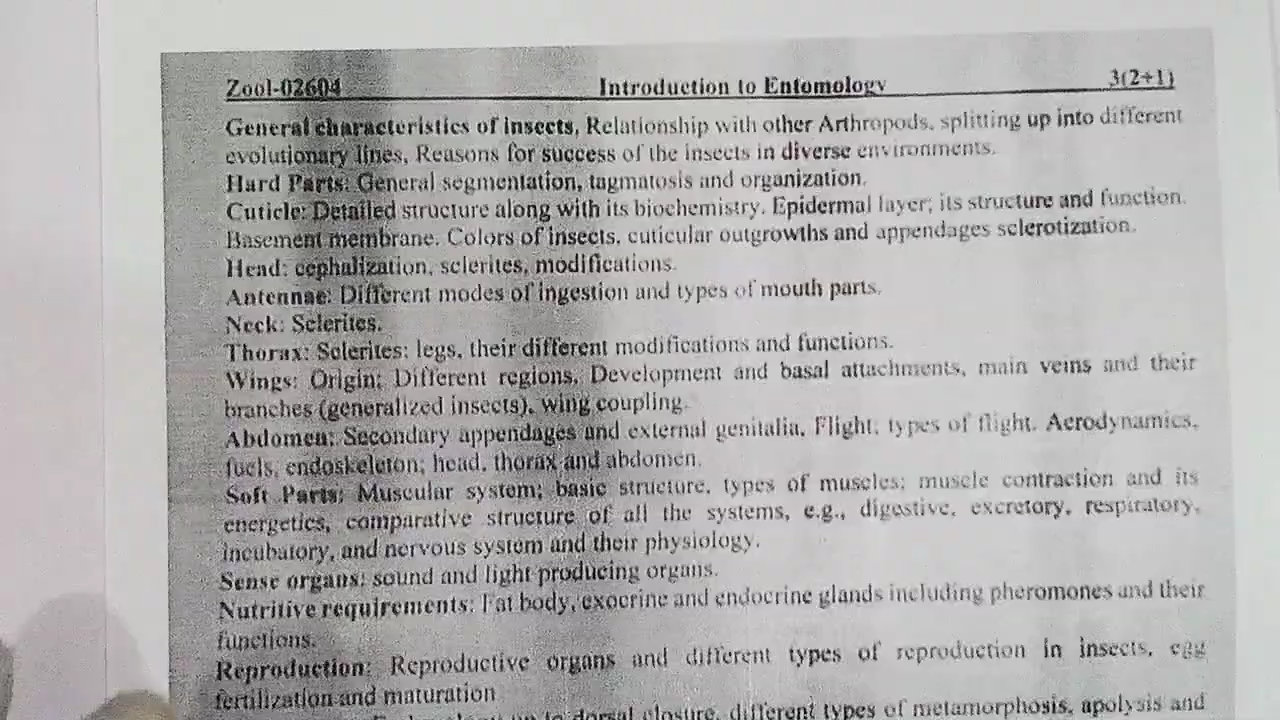 Zool-02604 Introduction to Entomology 3(2+1)
General characteristics of insects, Relationship with other Arthropods, splitting up into different
evolutionary lines, Reasons for success of the insects in diverse environments.
Hard Parts: General segmentation, tagmatosis and organization.
Cuticle: Detailed structure along with its biochemistry. Epidermal layer; its structure and function.
Basement membrane. Colors of insects, cuticular outgrowths and appendages sclerotization.
Head: cephalization, sclerites, modifications.
Antennae: Different modes of ingestion and types of mouth parts.
Neck: Sclerites.
Thorax: Sclerites; legs, their different modifications and functions.
Wings: Origin; Different regions, Development and basal attachments, main veins and their
branches (generalized insects), wing coupling.
Abdomen: Secondary appendages and external genitalia, Flight; types of flight. Aerodynamics,
fuels, endoskeleton; head, thorax and abdomen.
Soft Parts: Muscular system; basic structure, types of muscles; muscle contraction and its
energetics, comparative structure of all the systems, e.g., digestive, excretory, respiratory,
incubatory, and nervous system and their physiology.
Sense organs: sound and light producing organs.
Nutritive requirements: Fat body, exocrine and endocrine glands including pheromones and their
functions.
Reproduction: Reproductive organs and different types of reproduction in insects, egg
fertilization and maturation
up to dorsal closure, different types of metamorphosis, apolysis and